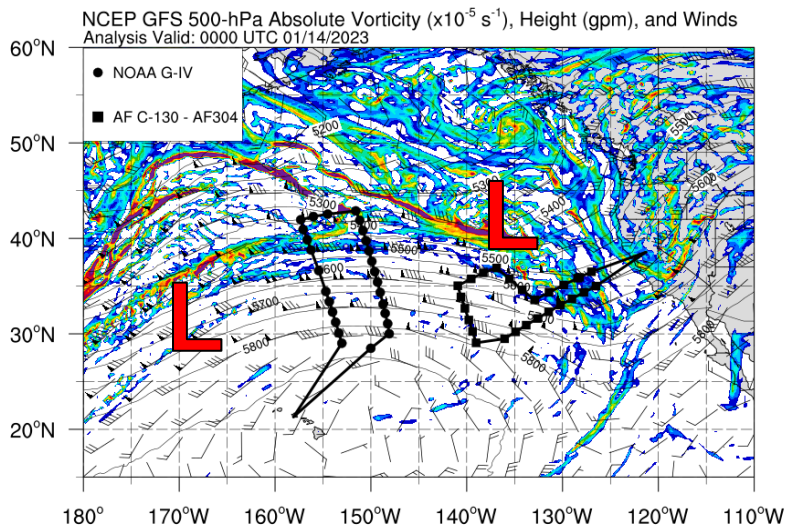 NCEP GFS 500-hPa Absolute Vorticity (x10⁻⁵ s⁻¹), Height (gpm), and Winds
Analysis Valid: 0000 UTC 01/14/2023
60°N
NOAA G-IV
AF C-130 - AF304
5200
5500
50°N
5600
5300
5400
40°N
5500
5500
5600
5700
30°N
5800
5800
5800
20°N
L
L
180°
170°W
160°W
150°W
140°W
130°W
120°W
110°W